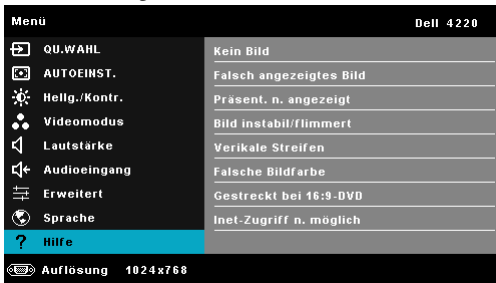 Menü Dell 4220
QU.WAHL
AUTOEINST.
Hellg./Kontr.
Videomodus
Lautstärke
Audioeingang
Erweitert
Sprache
? Hilfe
Kein Bild
Falsch angezeigtes Bild
Präsent. n. angezeigt
Bild instabil/flimmert
Verikale Streifen
Falsche Bildfarbe
Gestreckt bei 16:9-DVD
Inet-Zugriff n. möglich
Auflösung 1024x768